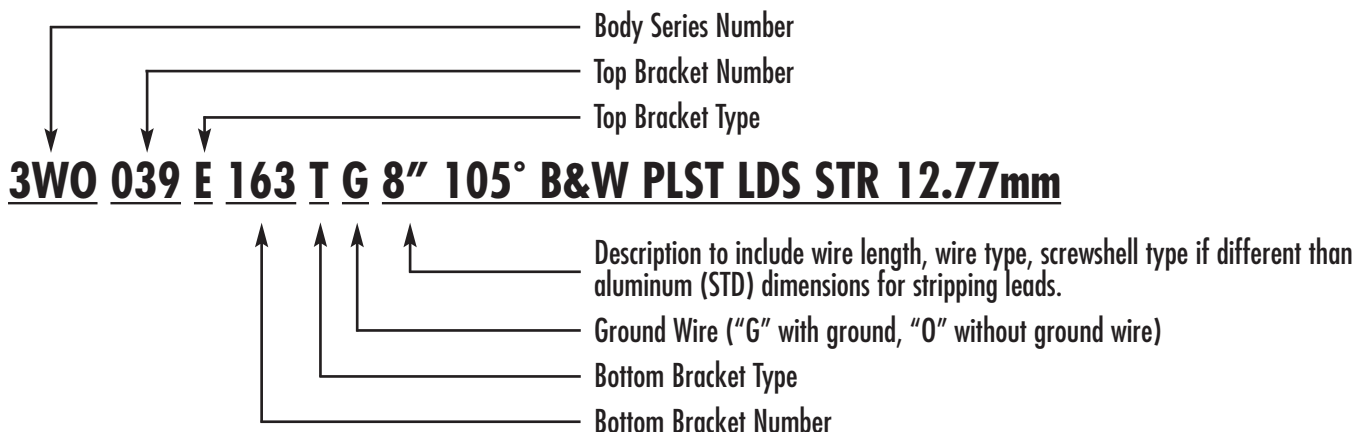 Body Series Number
Top Bracket Number
Top Bracket Type
3WO 039 E 163 T G 8" 105° B&W PLST LDS STR 12.77mm
Description to include wire length, wire type, screwshell type if different than
aluminum (STD) dimensions for stripping leads.
Ground Wire (“G” with ground, “O” without ground wire)
Bottom Bracket Type
Bottom Bracket Number